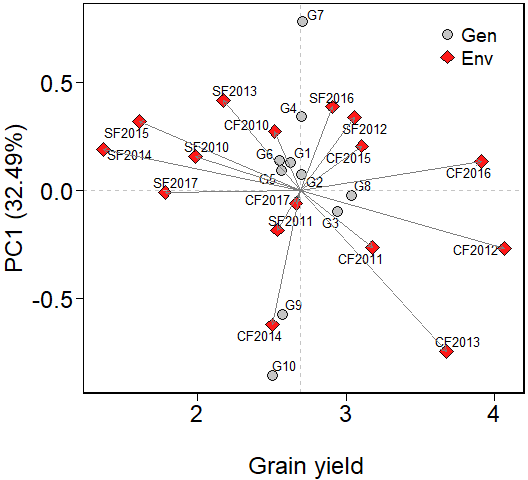 G7
Gen
Env
0.5
SF2013
SF2016
G4
SF2015
CF2010
SF2012
SF2014
SF2010
G6
G1
CF2015
G5
G2
CF2016
0.0
SF2017
CF2017
G8
SF2011
G3
CF2011
CF2012
-0.5
G9
CF2014
CF2013
G10
PC1 (32.49%)
2
3
4
Grain yield